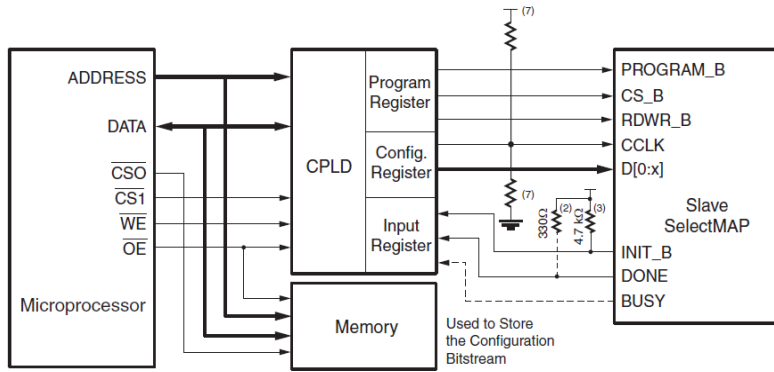 (7)
ADDRESS
DATA
CSO
CS1
WE
OE
Microprocessor
CPLD
Program
Register
Config.
Register
Input
Register
Memory
Used to Store
the Configuration
Bitstream
(7)
330Ω
(2)
4.7 kΩ
(3)
PROGRAM_B
CS_B
RDWR_B
CCLK
D[0:x]
Slave
SelectMAP
INIT_B
DONE
BUSY